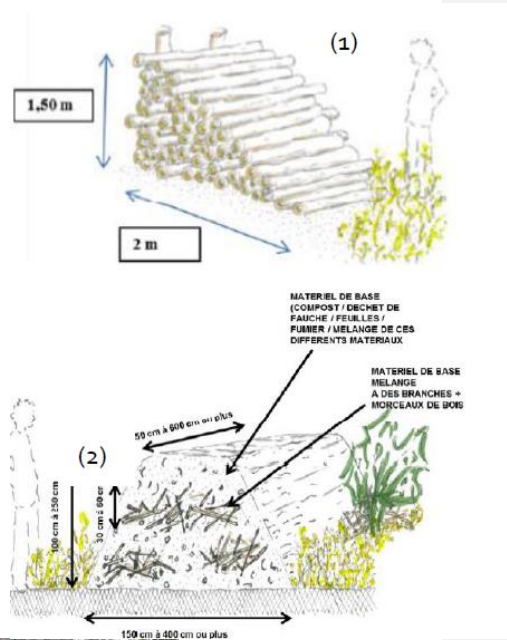 (1)
1,50 m
2 m
MATERIEL DE BASE
(COMPOST / DECHET DE
FAUCHE / FEUILLES /
FUMIER / MELANGE DE CES
DIFFERENTS MATERIAUX
MATERIEL DE BASE
MELANGE
A DES BRANCHES +
MORCEAUX DE BOIS
50 cm à 600 cm ou plus
(2)
30 cm à 60 cm
100 cm à 250 cm
150 cm à 400 cm ou plus